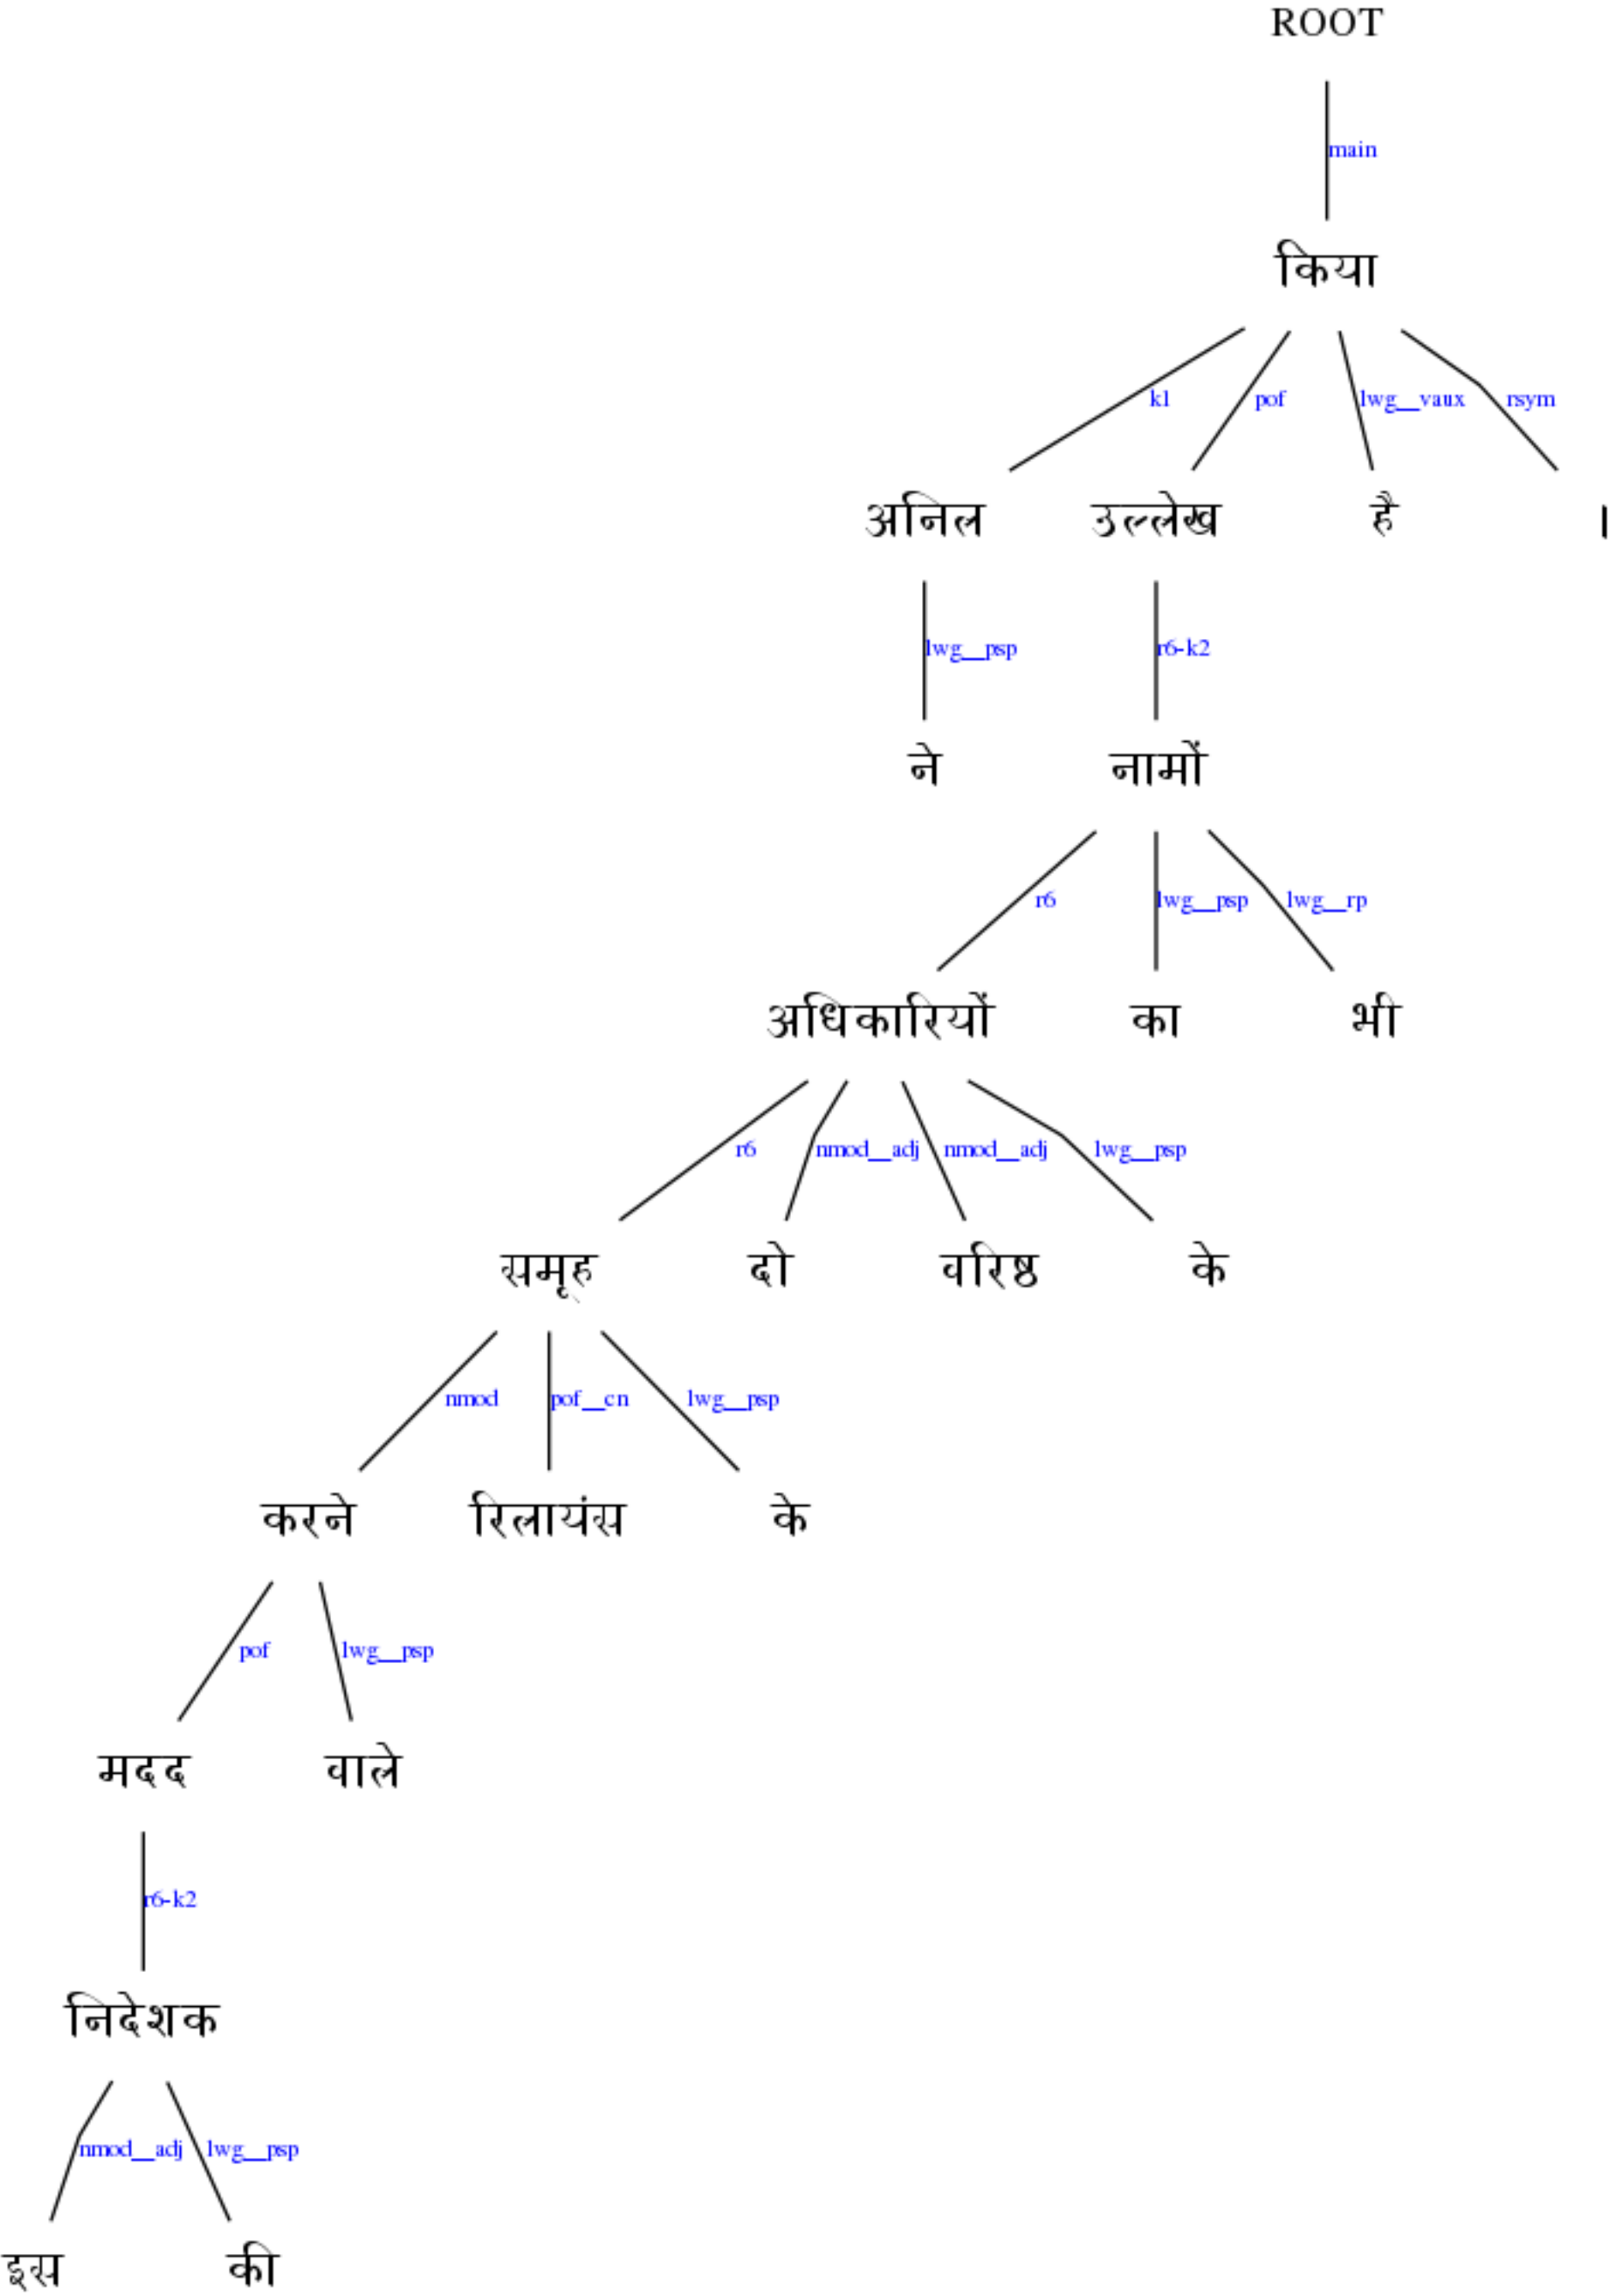 ROOT
main
किया
k1 pof lwg__vaux rsym
अनिल उल्लेख है ।
lwg__psp r6-k2
ने नामों
r6 lwg__psp lwg__rp
अधिकारियों का भी
r6 nmod__adj nmod__adj lwg__psp
समूह दो वरिष्ठ के
nmod pof__cn lwg__psp
करने रिलायंस के
pof lwg__psp
मदद वाले
r6-k2
निदेशक
nmod__adj lwg__psp
इस की